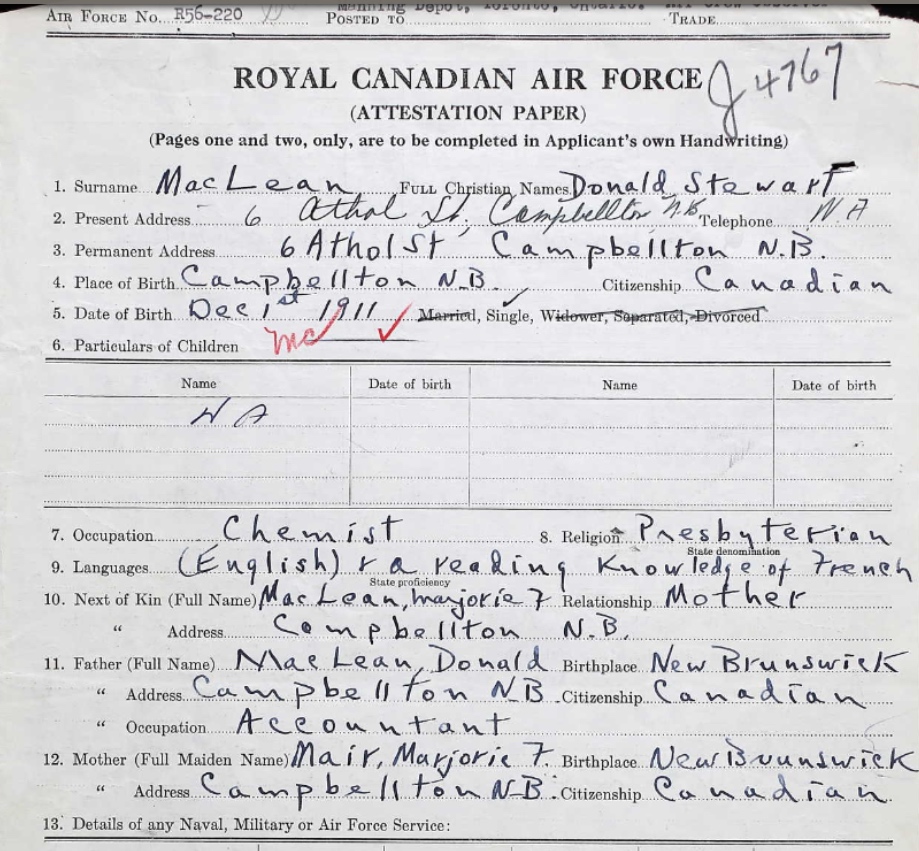 AIR FORCE No. R56-220 POSTED TO Manning Depot, Toronto, Ontario. TRADE
ROYAL CANADIAN AIR FORCE J 4767
(ATTESTATION PAPER)
(Pages one and two, only, are to be completed in Applicant's own Handwriting)
1. Surname MacLean FULL Christian Names Donald Stewart
2. Present Address 6 Athol St, Campbellton N.B. Telephone N A
3. Permanent Address 6 Athol St Campbellton N.B.
4. Place of Birth Campbellton N.B. Citizenship Canadian
5. Date of Birth Dec 1st 1911 Married, Single, Widower, Separated, Divorced
6. Particulars of Children
Name Date of birth Name Date of birth
N A
7. Occupation Chemist 8. Religion Presbyterian
State denomination
9. Languages (English) + a reading knowledge of French
State proficiency
10. Next of Kin (Full Name) MacLean, Marjorie F Relationship Mother
" Address Campbellton N.B.
11. Father (Full Name) MacLean, Donald Birthplace New Brunswick
" Address Campbellton NB Citizenship Canadian
" Occupation Accountant
12. Mother (Full Maiden Name) Mair, Marjorie F. Birthplace New Brunswick
" Address Campbellton N.B. Citizenship Canadian
13. Details of any Naval, Military or Air Force Service: